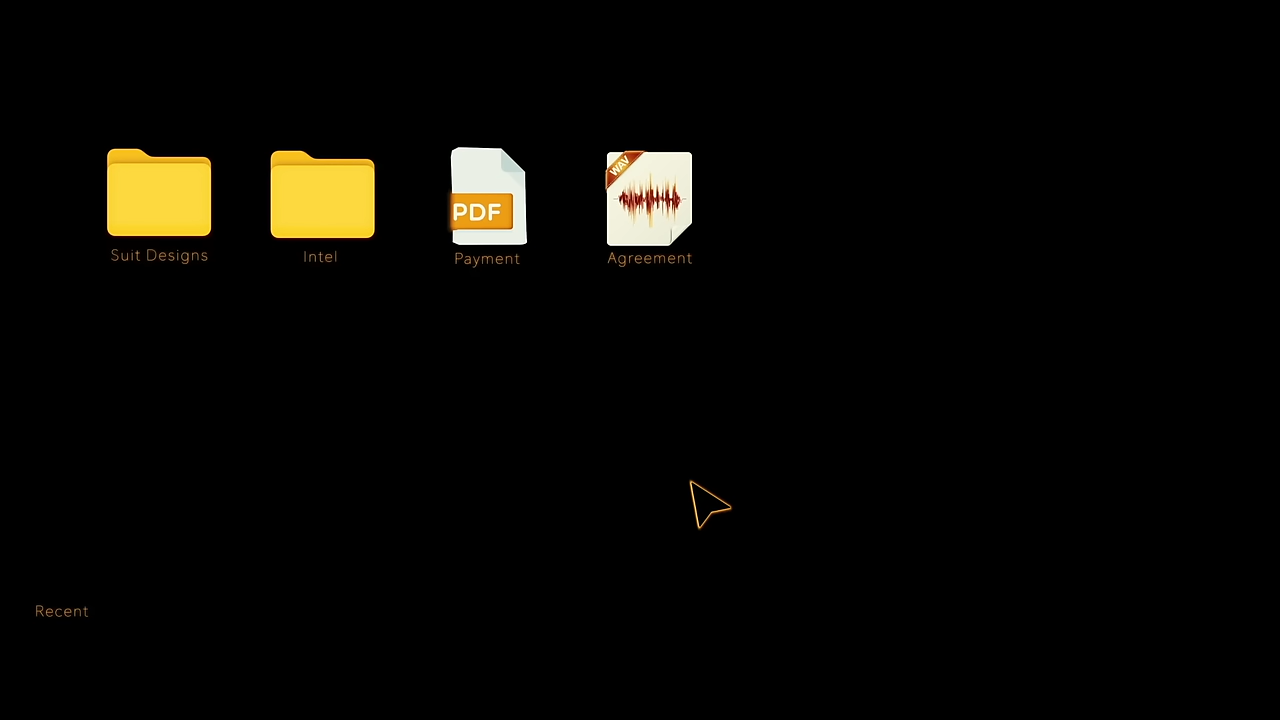 WAV
PDF
Suit Designs
Intel
Payment
Agreement
Recent